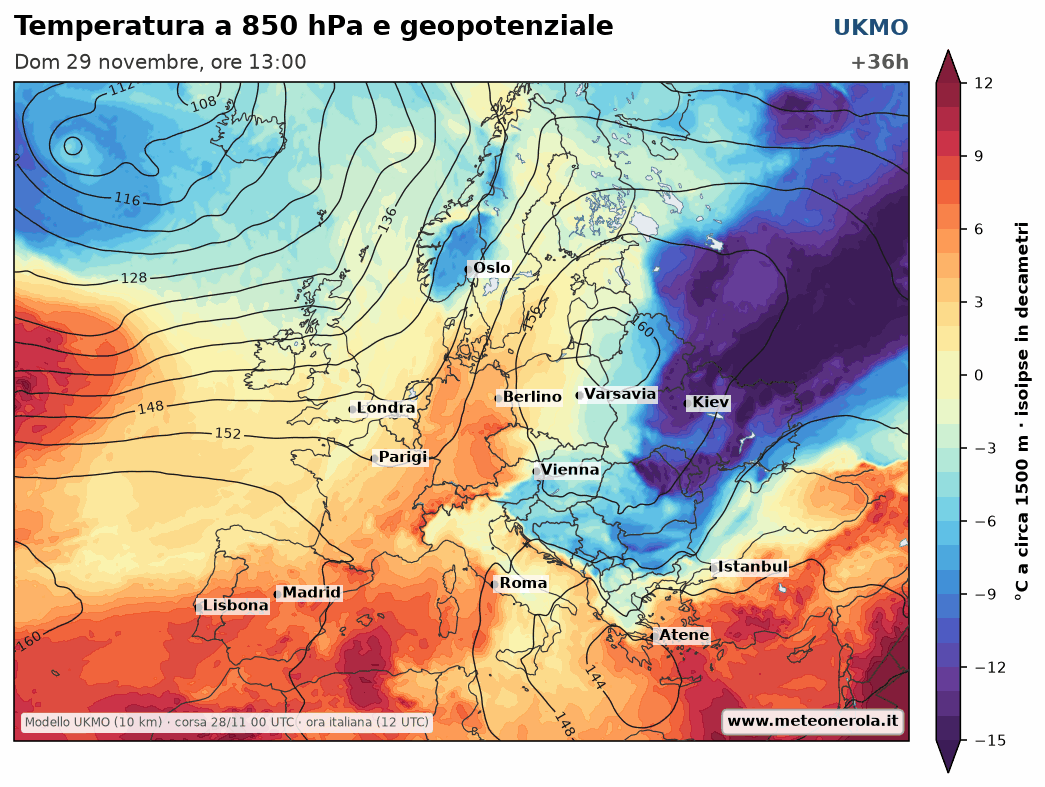 Temperatura a 850 hPa e geopotenziale
UKMO
Dom 29 novembre, ore 13:00
+36h
112
108
116
136
128
156
160
148
152
160
144
148
Oslo
Berlino
Varsavia
Kiev
Londra
Parigi
Vienna
Roma
Istanbul
Madrid
Lisbona
Atene
12
9
6
3
0
−3
−6
−9
−12
−15
°C a circa 1500 m · isoipse in decametri
Modello UKMO (10 km) · corsa 28/11 00 UTC · ora italiana (12 UTC)
www.meteonerola.it